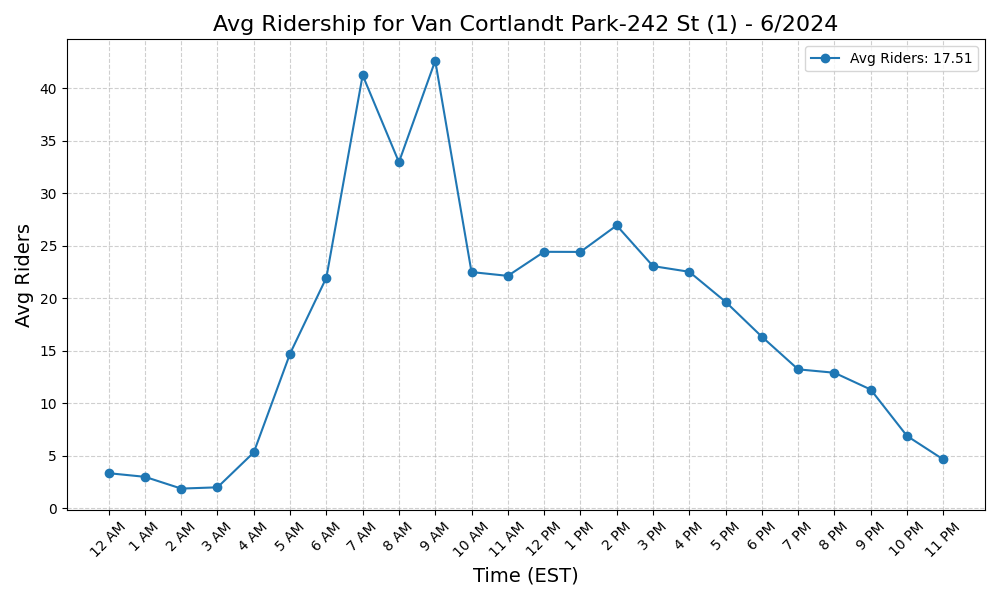 Avg Ridership for Van Cortlandt Park-242 St (1) - 6/2024
Avg Riders: 17.51
Avg Riders
40
35
30
25
20
15
10
5
0
12 AM
1 AM
2 AM
3 AM
4 AM
5 AM
6 AM
7 AM
8 AM
9 AM
10 AM
11 AM
12 PM
1 PM
2 PM
3 PM
4 PM
5 PM
6 PM
7 PM
8 PM
9 PM
10 PM
11 PM
Time (EST)